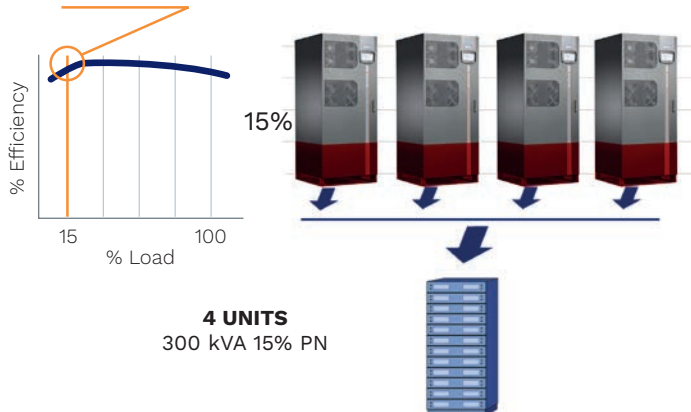 % Efficiency
15
100
% Load
15%
4 UNITS
300 kVA 15% PN